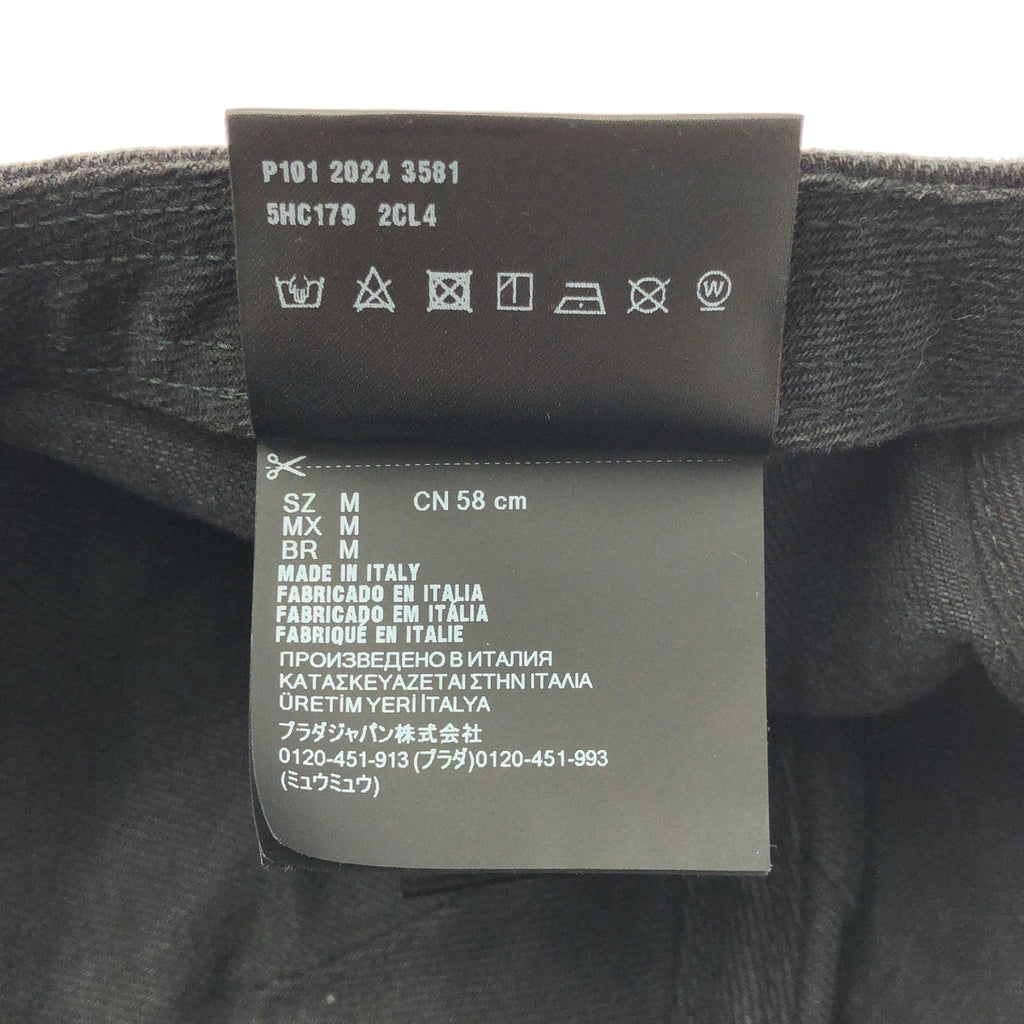 P101 2024 3581
5HC179 2CL4
W
SZ M CN 58 cm
MX M
BR M
MADE IN ITALY
FABRICADO EN ITALIA
FABRICADO EM ITÁLIA
FABRIQUÉ EN ITALIE
ПРОИЗВЕДЕНО В ИТАЛИЯ
ΚΑΤΑΣΚΕΥΑΖΕΤΑΙ ΣΤΗΝ ΙΤΑΛΙΑ
ÜRETİM YERİ İTALYA
プラダジャパン株式会社
0120-451-913 (プラダ)0120-451-993
(ミュウミュウ)